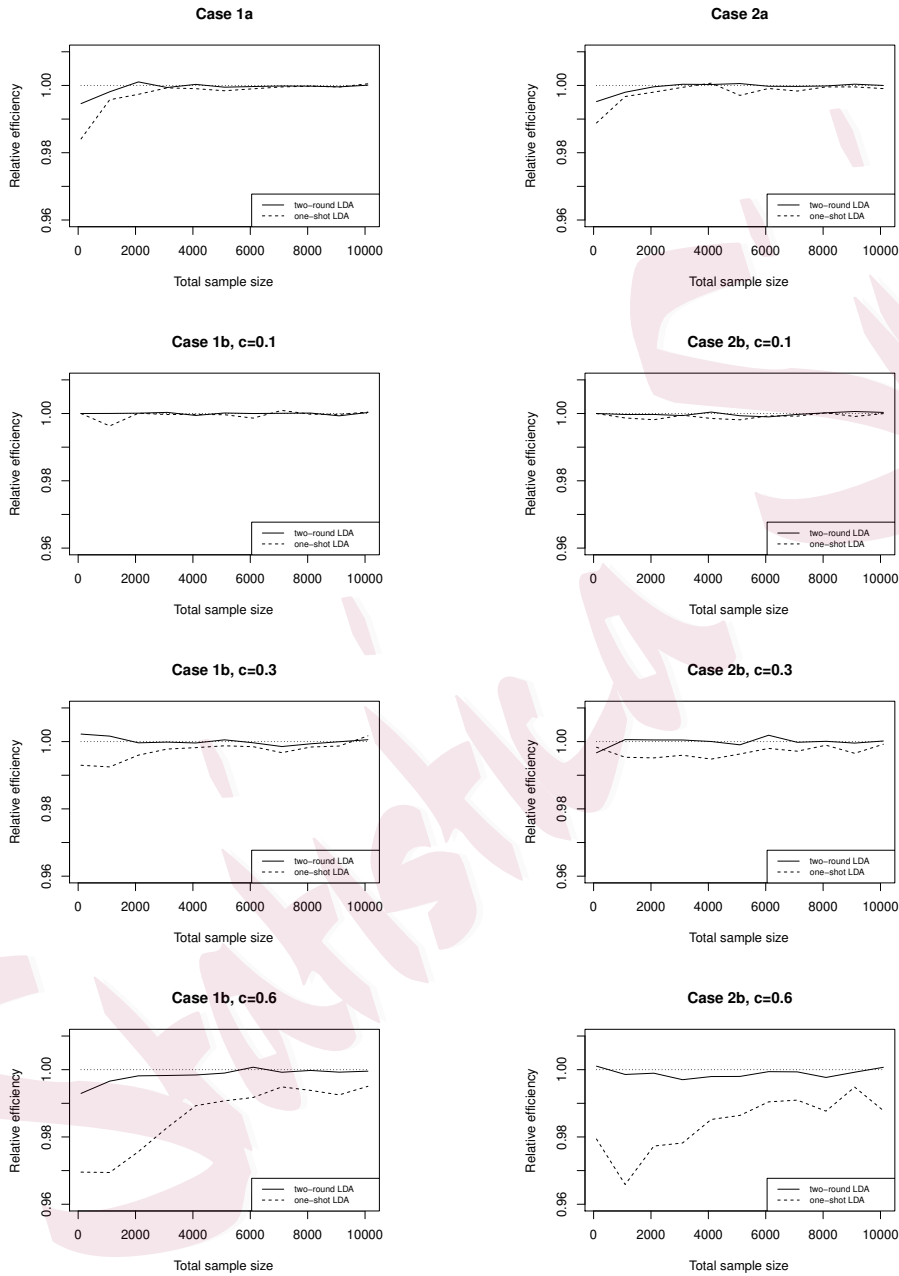 Case 1a
Relative efficiency
1.00
0.98
0.96
two−round LDA
one−shot LDA
0 2000 4000 6000 8000 10000
Total sample size
Case 2a
Relative efficiency
1.00
0.98
0.96
two−round LDA
one−shot LDA
0 2000 4000 6000 8000 10000
Total sample size
Case 1b, c=0.1
Relative efficiency
1.00
0.98
0.96
two−round LDA
one−shot LDA
0 2000 4000 6000 8000 10000
Total sample size
Case 2b, c=0.1
Relative efficiency
1.00
0.98
0.96
two−round LDA
one−shot LDA
0 2000 4000 6000 8000 10000
Total sample size
Case 1b, c=0.3
Relative efficiency
1.00
0.98
0.96
two−round LDA
one−shot LDA
0 2000 4000 6000 8000 10000
Total sample size
Case 2b, c=0.3
Relative efficiency
1.00
0.98
0.96
two−round LDA
one−shot LDA
0 2000 4000 6000 8000 10000
Total sample size
Case 1b, c=0.6
Relative efficiency
1.00
0.98
0.96
two−round LDA
one−shot LDA
0 2000 4000 6000 8000 10000
Total sample size
Case 2b, c=0.6
Relative efficiency
1.00
0.98
0.96
two−round LDA
one−shot LDA
0 2000 4000 6000 8000 10000
Total sample size
Statistica